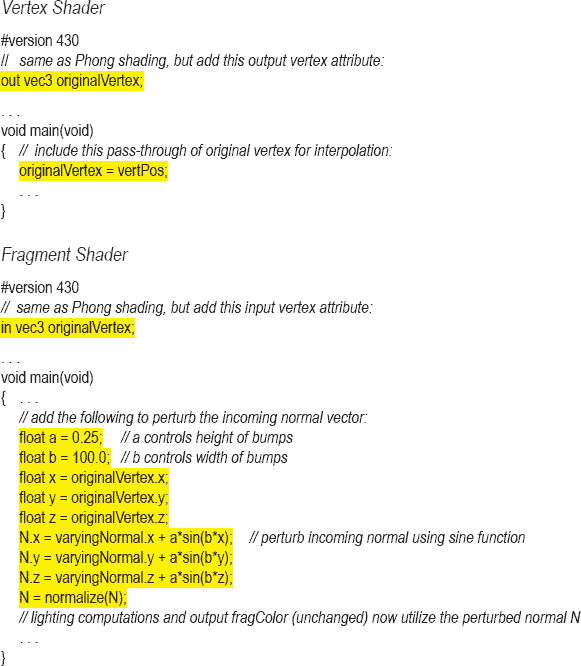 Vertex Shader
#version 430
//   same as Phong shading, but add this output vertex attribute:
out vec3 originalVertex;
. . .
void main(void)
{   //  include this pass-through of original vertex for interpolation:
originalVertex = vertPos;
. . .
}
Fragment Shader
#version 430
//  same as Phong shading, but add this input vertex attribute:
in vec3 originalVertex;
. . .
void main(void)
{   . . .
// add the following to perturb the incoming normal vector:
float a = 0.25;    // a controls height of bumps
float b = 100.0;  // b controls width of bumps
float x = originalVertex.x;
float y = originalVertex.y;
float z = originalVertex.z;
N.x = varyingNormal.x + a*sin(b*x);    // perturb incoming normal using sine function
N.y = varyingNormal.y + a*sin(b*y);
N.z = varyingNormal.z + a*sin(b*z);
N = normalize(N);
// lighting computations and output fragColor (unchanged) now utilize the perturbed normal N
. . .
}